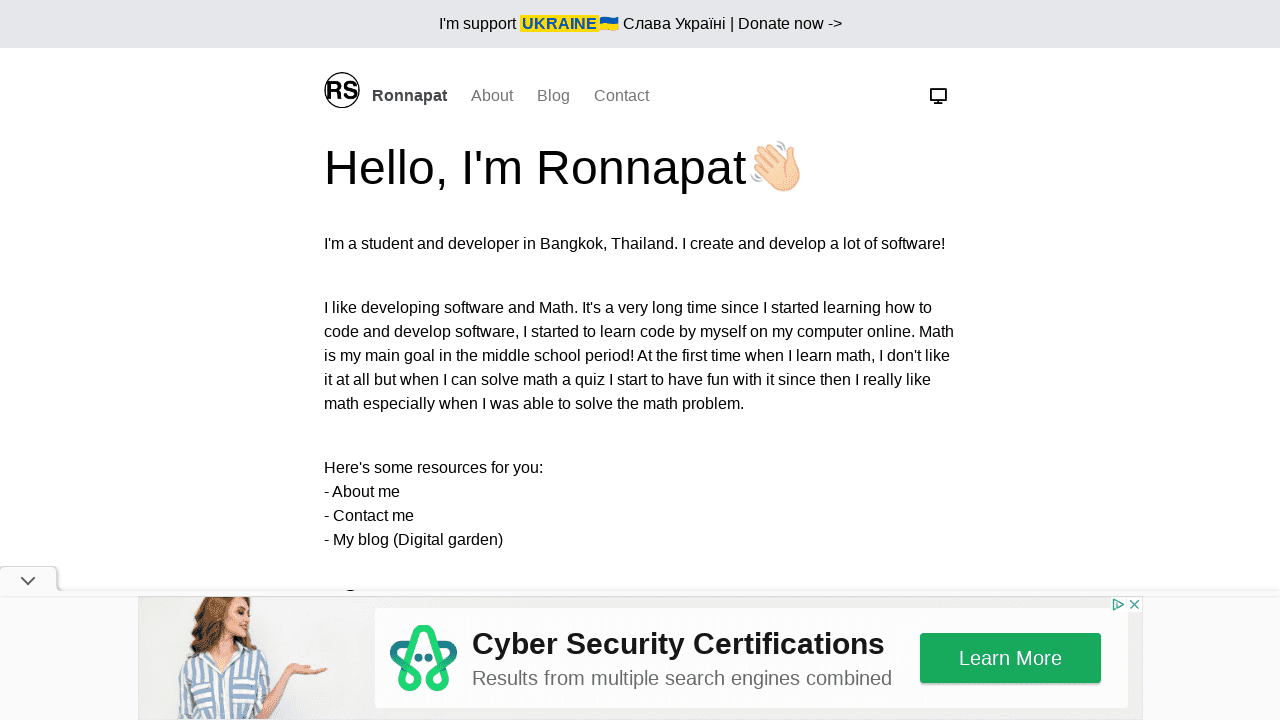 I'm support UKRAINE🇺🇦 Слава Україні | Donate now ->
RS Ronnapat About Blog Contact
Hello, I'm Ronnapat👋🏻
I'm a student and developer in Bangkok, Thailand. I create and develop a lot of software!
I like developing software and Math. It's a very long time since I started learning how to
code and develop software, I started to learn code by myself on my computer online. Math
is my main goal in the middle school period! At the first time when I learn math, I don't like
it at all but when I can solve math a quiz I start to have fun with it since then I really like
math especially when I was able to solve the math problem.
Here's some resources for you:
- About me
- Contact me
- My blog (Digital garden)
Cyber Security Certifications
Results from multiple search engines combined
Learn More